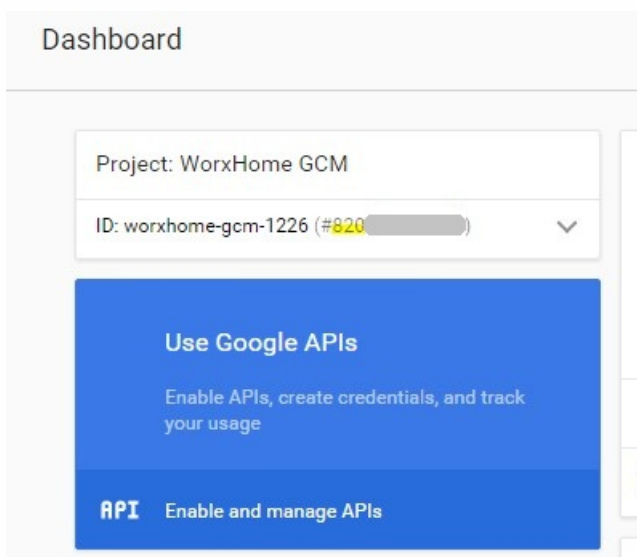 Dashboard
Project: WorxHome GCM
ID: worxhome-gcm-1226 (#820 )
Use Google APIs
Enable APIs, create credentials, and track
your usage
API Enable and manage APIs